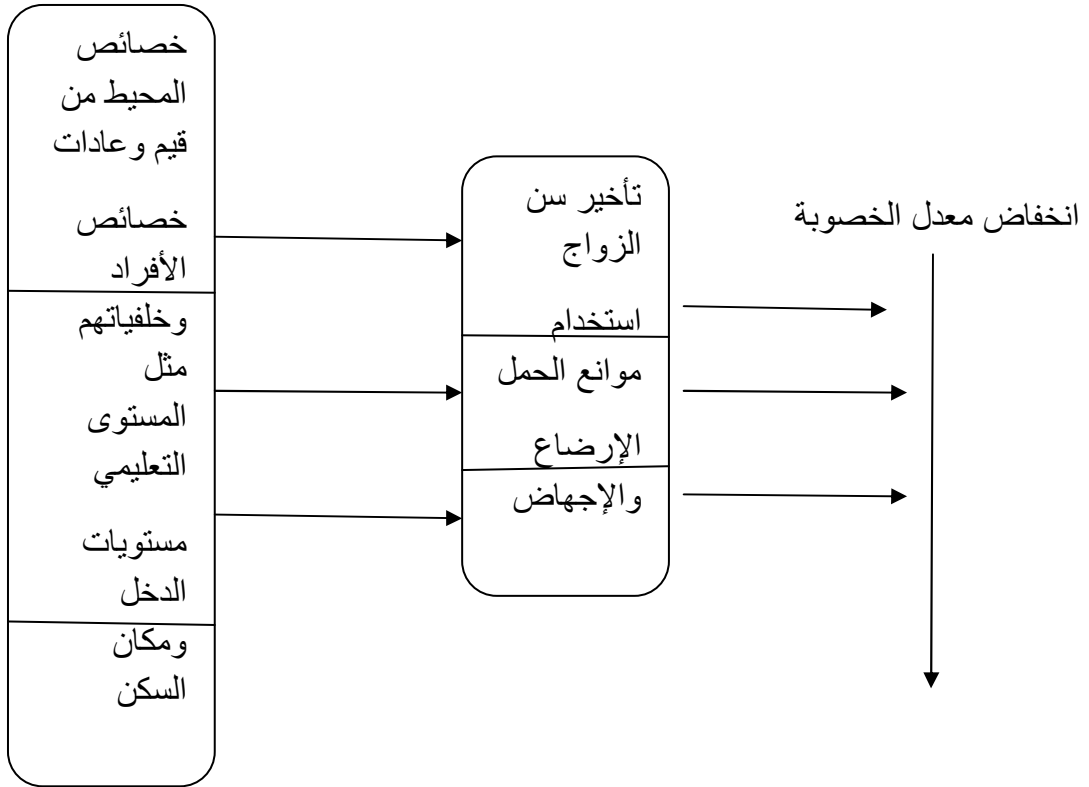 خصائص
المحيط من
قيم وعادات
خصائص
الأفراد
وخلفياتهم
مثل
المستوى
التعليمي
مستويات
الدخل
ومكان
السكن
تأخير سن
الزواج
استخدام
موانع الحمل
الإرضاع
والإجهاض
انخفاض معدل الخصوبة